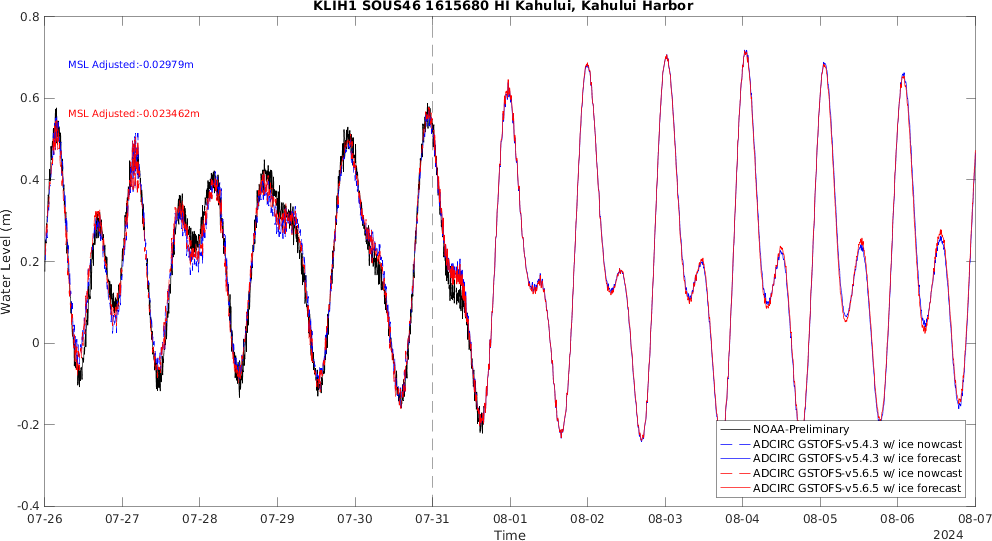 KLIH1 SOUS46 1615680 HI Kahului, Kahului Harbor
0.8
MSL Adjusted:-0.02979m
0.6
MSL Adjusted:-0.023462m
0.4
Water Level (m)
0.2
0
-0.2
NOAA-Preliminary
ADCIRC GSTOFS-v5.4.3 w/ ice nowcast
ADCIRC GSTOFS-v5.4.3 w/ ice forecast
ADCIRC GSTOFS-v5.6.5 w/ ice nowcast
ADCIRC GSTOFS-v5.6.5 w/ ice forecast
-0.4
07-26 07-27 07-28 07-29 07-30 07-31 08-01 08-02 08-03 08-04 08-05 08-06 08-07
Time
2024